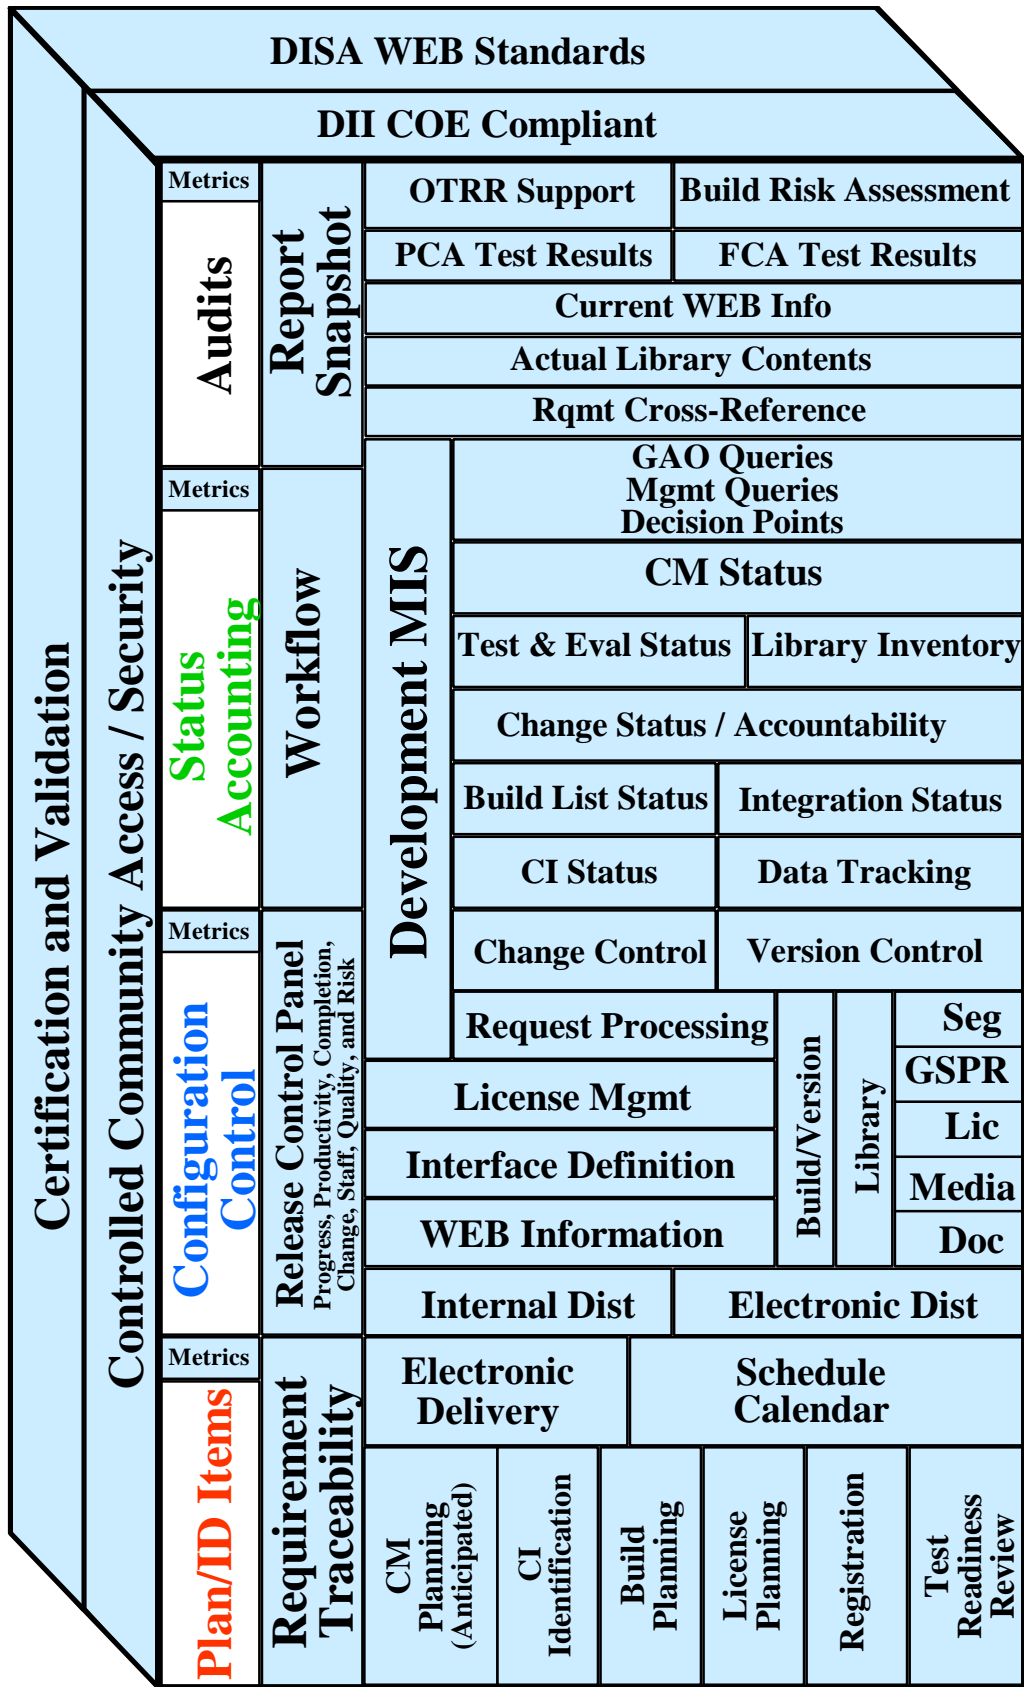 DISA WEB Standards
DII COE Compliant
Certification and Validation
Controlled Community Access / Security
Metrics
Audits
Report
Snapshot
OTRR Support
Build Risk Assessment
PCA Test Results
FCA Test Results
Current WEB Info
Actual Library Contents
Rqmt Cross-Reference
Metrics
Status
Accounting
Workflow
Development MIS
GAO Queries
Mgmt Queries
Decision Points
CM Status
Test & Eval Status
Library Inventory
Change Status / Accountability
Build List Status
Integration Status
CI Status
Data Tracking
Metrics
Configuration
Control
Release Control Panel
Progress, Productivity, Completion,
Change, Staff, Quality, and Risk
Change Control
Version Control
Request Processing
License Mgmt
Interface Definition
WEB Information
Build/Version
Library
Seg
GSPR
Lic
Media
Doc
Internal Dist
Electronic Dist
Metrics
Plan/ID Items
Requirement
Traceability
Electronic
Delivery
Schedule
Calendar
CM
Planning
(Anticipated)
CI
Identification
Build
Planning
License
Planning
Registration
Test
Readiness
Review